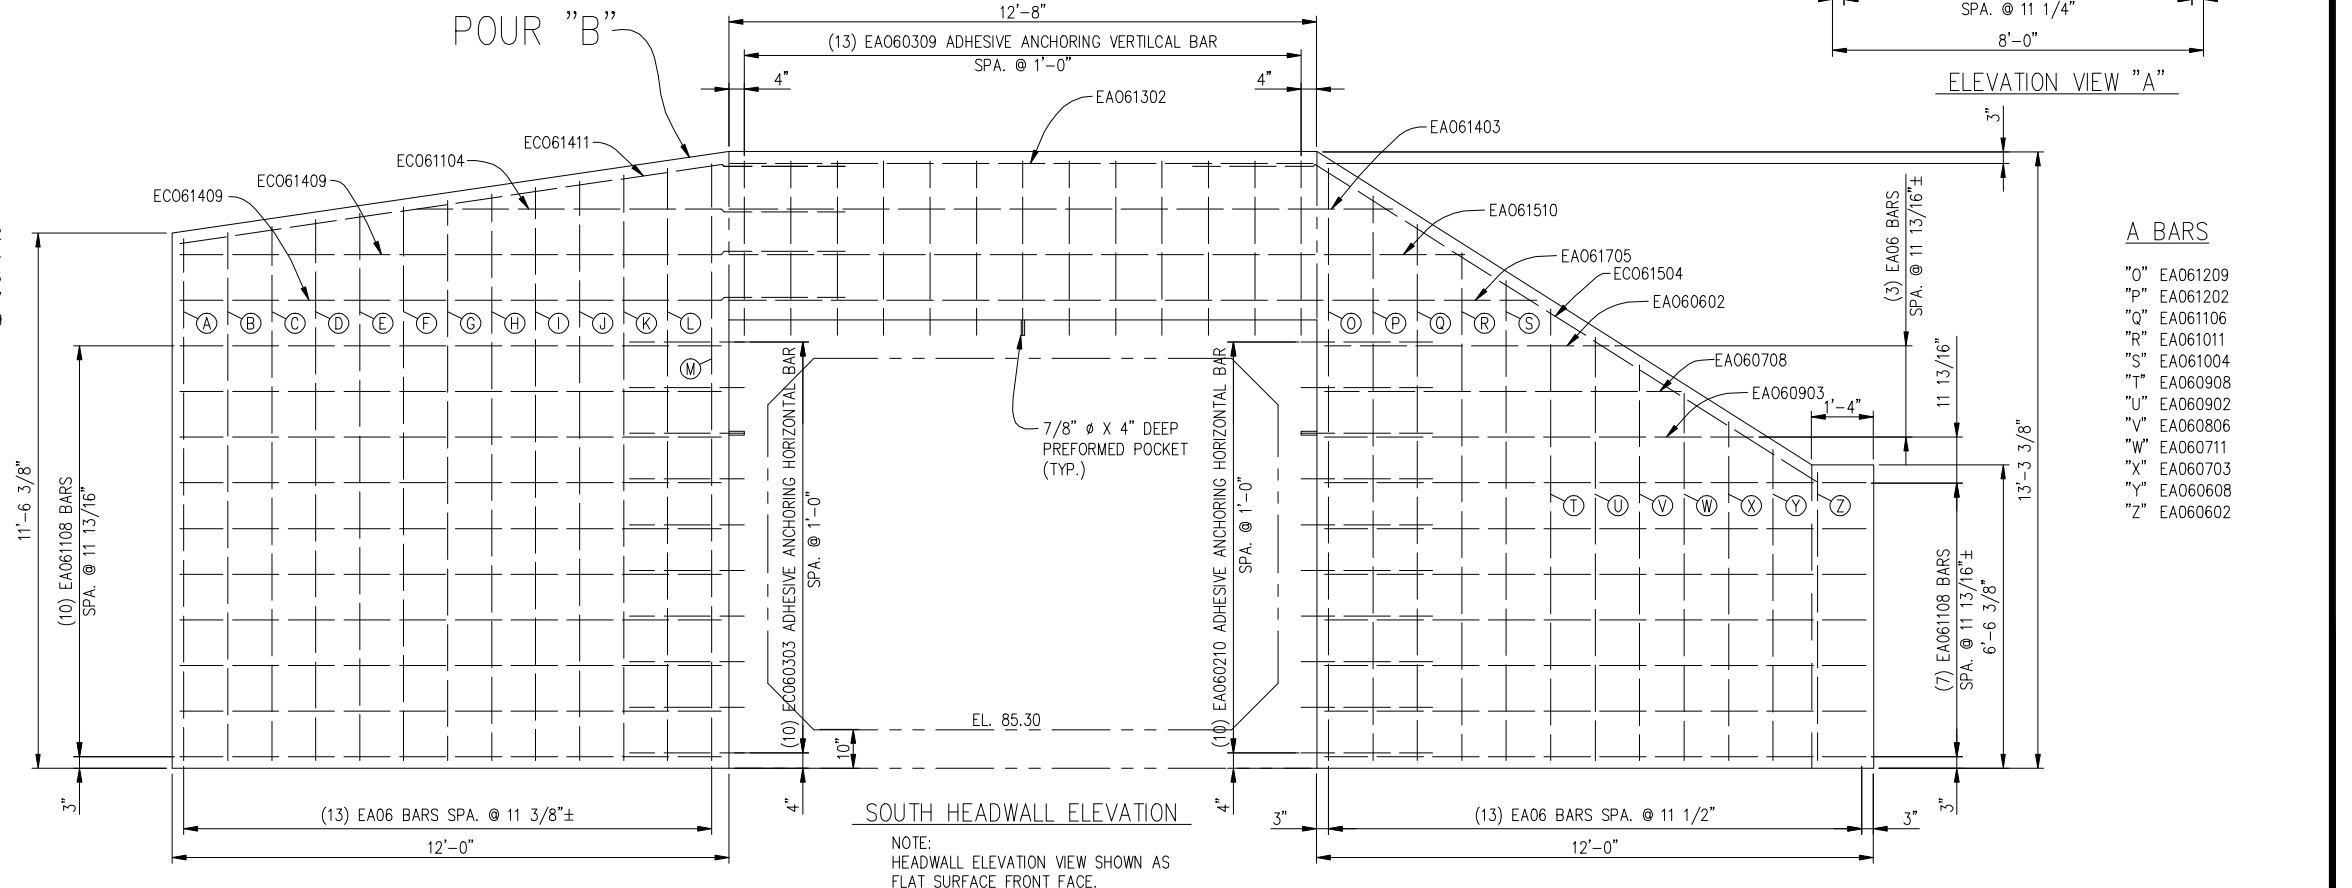 POUR "B"
12'-8"
(13) EA060309 ADHESIVE ANCHORING VERTILCAL BAR
SPA. @ 1'-0"
4"
4"
EA061302
EC061411
EC061104
EC061409
EC061409
EA061403
EA061510
EA061705
EC061504
EA060602
EA060708
EA060903
SPA. @ 11 1/4"
8'-0"
ELEVATION VIEW "A"
3"
(3) EA06 BARS
SPA. @ 11 13/16"±
11 13/16"
1'-4"
13'-3 3/8"
A BARS
"O" EA061209
"P" EA061202
"Q" EA061106
"R" EA061011
"S" EA061004
"T" EA060908
"U" EA060902
"V" EA060806
"W" EA060711
"X" EA060703
"Y" EA060608
"Z" EA060602
A B C D E F G H I J K L
M
O P Q R S
T U V W X Y Z
11'-6 3/8"
(10) EA061108 BARS
SPA. @ 11 13/16"
3"
(10) EC060303 ADHESIVE ANCHORING HORIZONTAL BAR
SPA. @ 1'-0"
4"
10"
7/8" ø X 4" DEEP
PREFORMED POCKET
(TYP.)
EL. 85.30
(10) EA060210 ADHESIVE ANCHORING HORIZONTAL BAR
SPA. @ 1'-0"
4"
(7) EA061108 BARS
SPA. @ 11 13/16"±
6'-6 3/8"
3"
(13) EA06 BARS SPA. @ 11 3/8"±
12'-0"
SOUTH HEADWALL ELEVATION
NOTE:
HEADWALL ELEVATION VIEW SHOWN AS
FLAT SURFACE FRONT FACE.
3"
(13) EA06 BARS SPA. @ 11 1/2"
3"
12'-0"